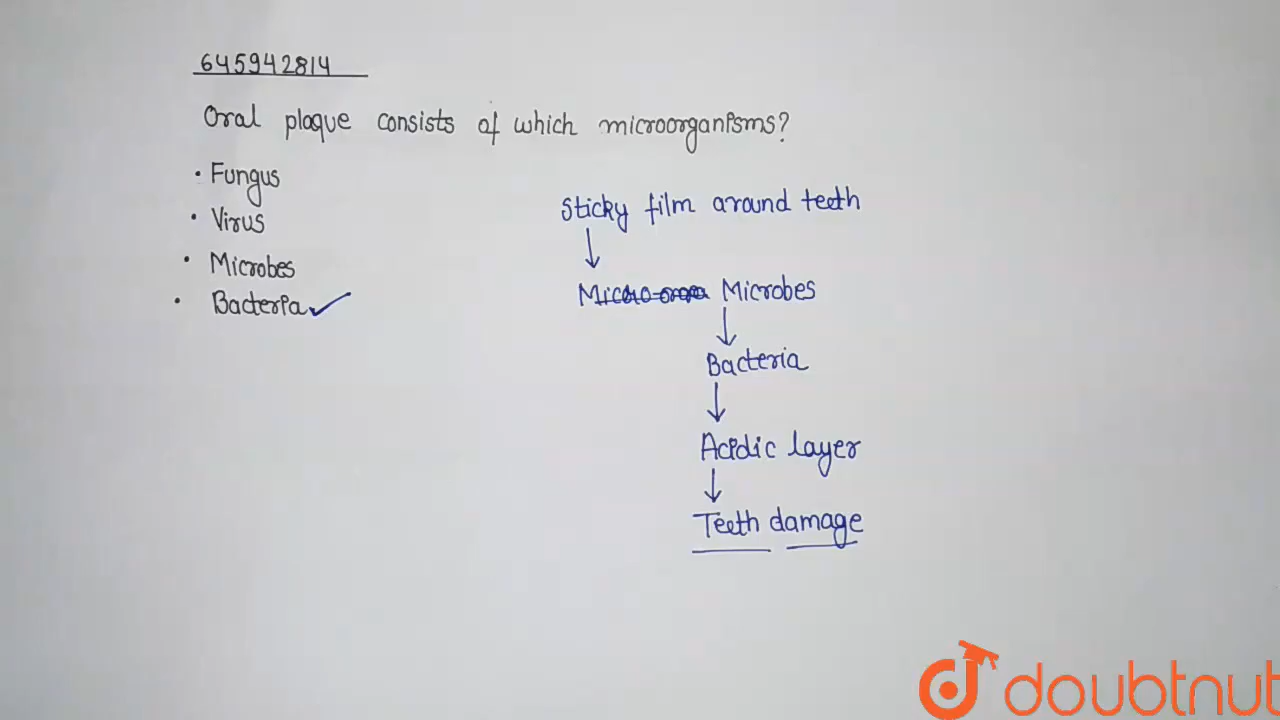 645942814
Oral plaque consists of which microorganisms?
• Fungus
• Virus
• Microbes
• Bacteria ✓
Sticky film around teeth
↓
Microbes
↓
Bacteria
↓
Acidic layer
↓
Teeth damage
doubtnut